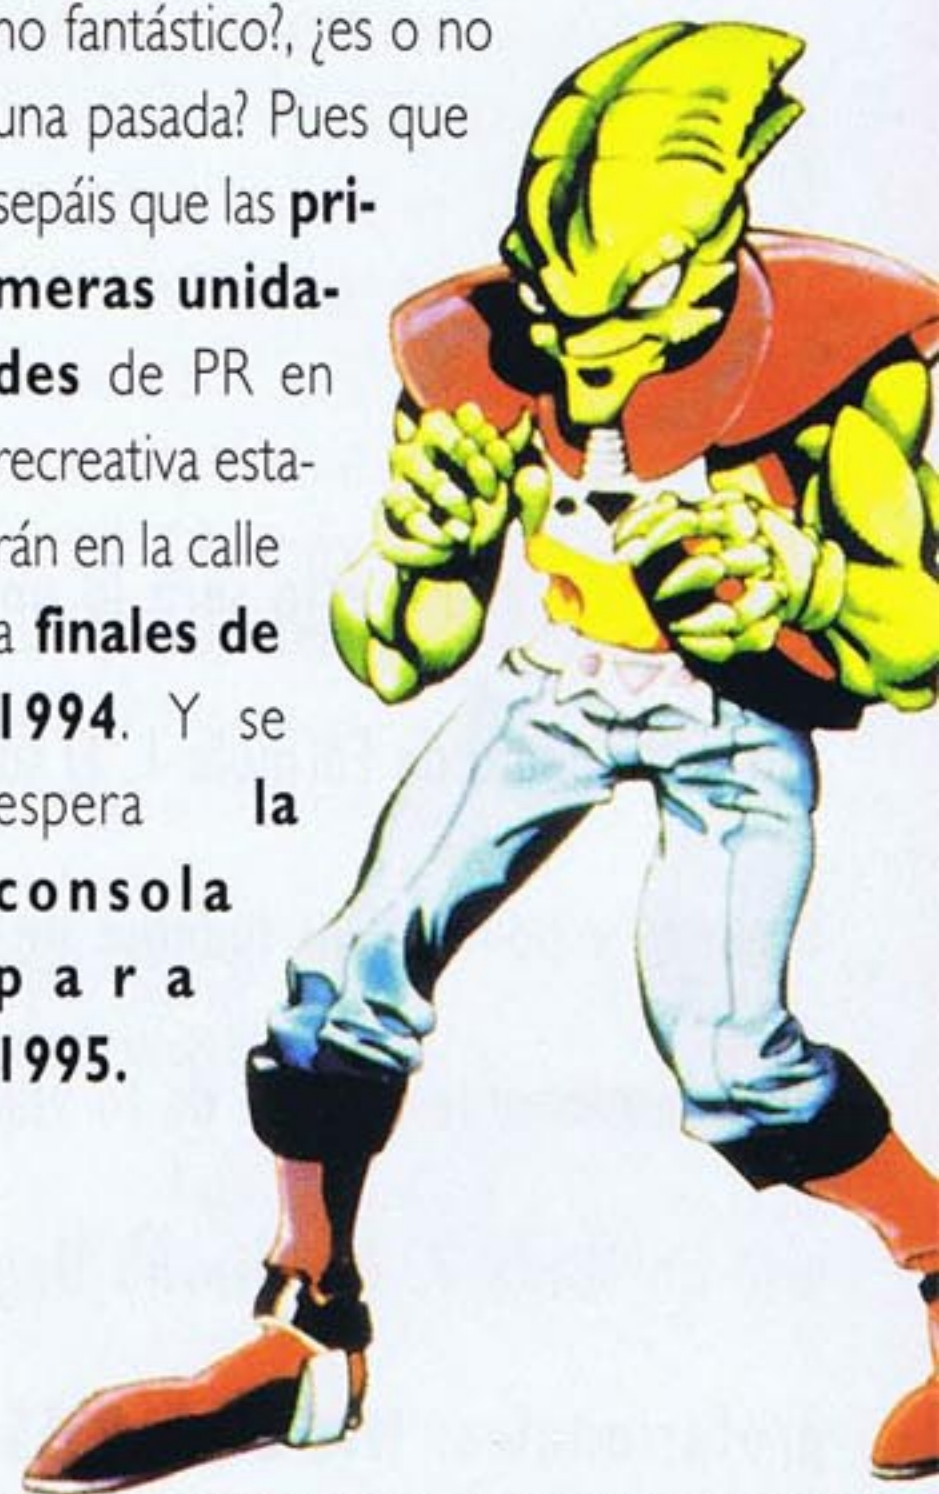 no fantástico?, ¿es o no
una pasada? Pues que
sepáis que las pri-
meras unida-
des de PR en
recreativa esta-
rán en la calle
a finales de
1994. Y se
espera la
consola
para
1995.